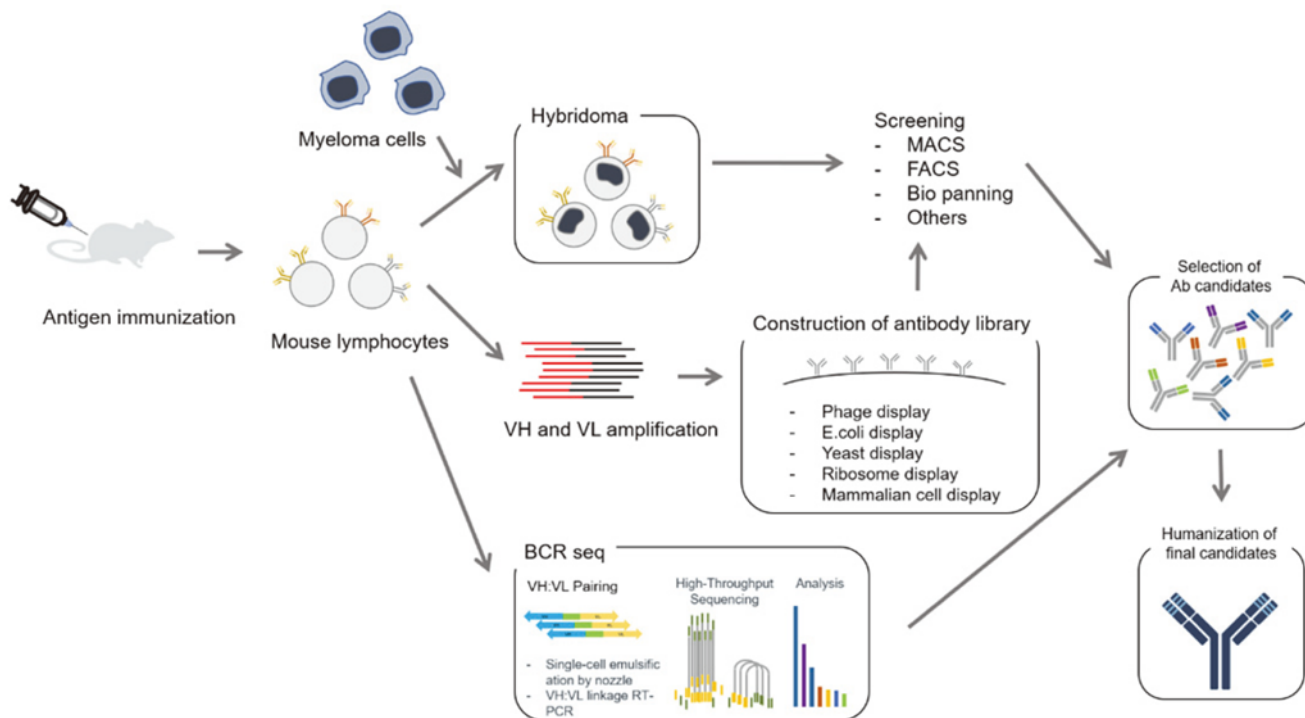 Myeloma cells
Hybridoma
Screening
- MACS
- FACS
- Bio panning
- Others
Antigen immunization
Mouse lymphocytes
VH and VL amplification
Construction of antibody library
- Phage display
- E.coli display
- Yeast display
- Ribosome display
- Mammalian cell display
Selection of
Ab candidates
BCR seq
VH:VL Pairing
- Single-cell emulsific
ation by nozzle
- VH:VL linkage RT-
PCR
High-Throughput
Sequencing
Analysis
Humanization of
final candidates